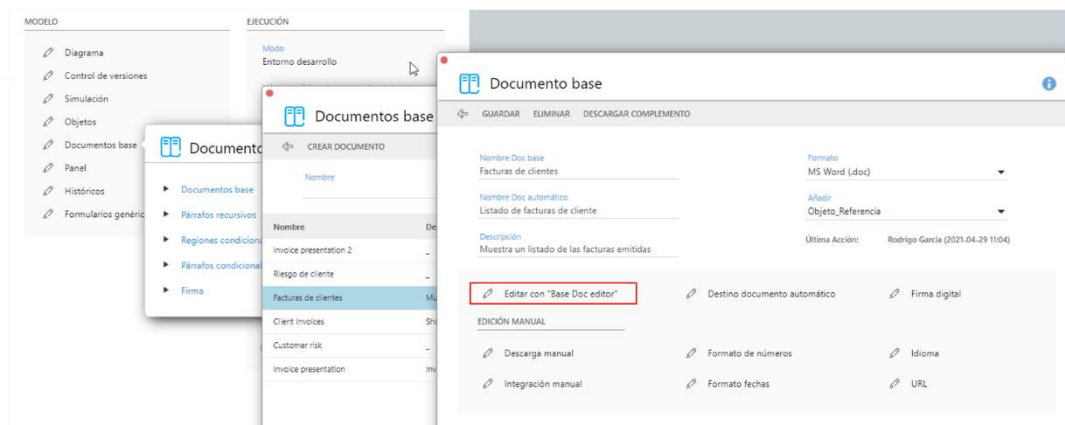 MODELO
Diagrama
Control de versiones
Simulación
Objetos
Documentos base
Panel
Históricos
Formularios genéric
EJECUCIÓN
Modo
Entorno desarrollo
Documento
Documentos base
Párrafos recursivos
Regiones condiciona
Párrafos condicional
Firma
Documentos base
CREAR DOCUMENTO
Nombre
Nombre De
Invoice presentation 2 _
Riesgo de cliente _
Facturas de clientes Mu
Client Invoices Sho
Customer risk _
Invoice presentation Inv
Documento base
GUARDAR ELIMINAR DESCARGAR COMPLEMENTO
Nombre Doc base
Facturas de clientes
Formato
MS Word (.doc)
Nombre Doc automático
Listado de facturas de cliente
Añadir
Objeto_Referencia
Descripción
Muestra un listado de las facturas emitidas
Última Acción: Rodrigo García (2021-04-29 11:04)
Editar con "Base Doc editor" Destino documento automático Firma digital
EDICIÓN MANUAL
Descarga manual Formato de números Idioma
Integración manual Formato fechas URL